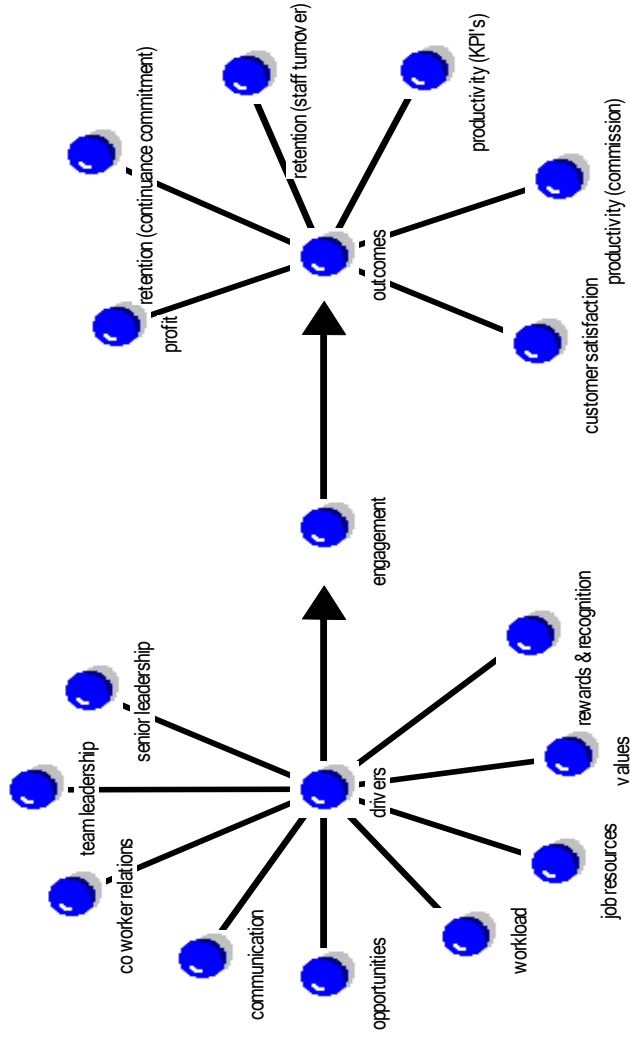 team leadership
senior leadership
co worker relations
communication
opportunities
workload
job resources
values
rewards & recognition
drivers
engagement
outcomes
profit
retention (continuance commitment)
retention (staff turnover)
productivity (KPI's)
productivity (commission)
customer satisfaction